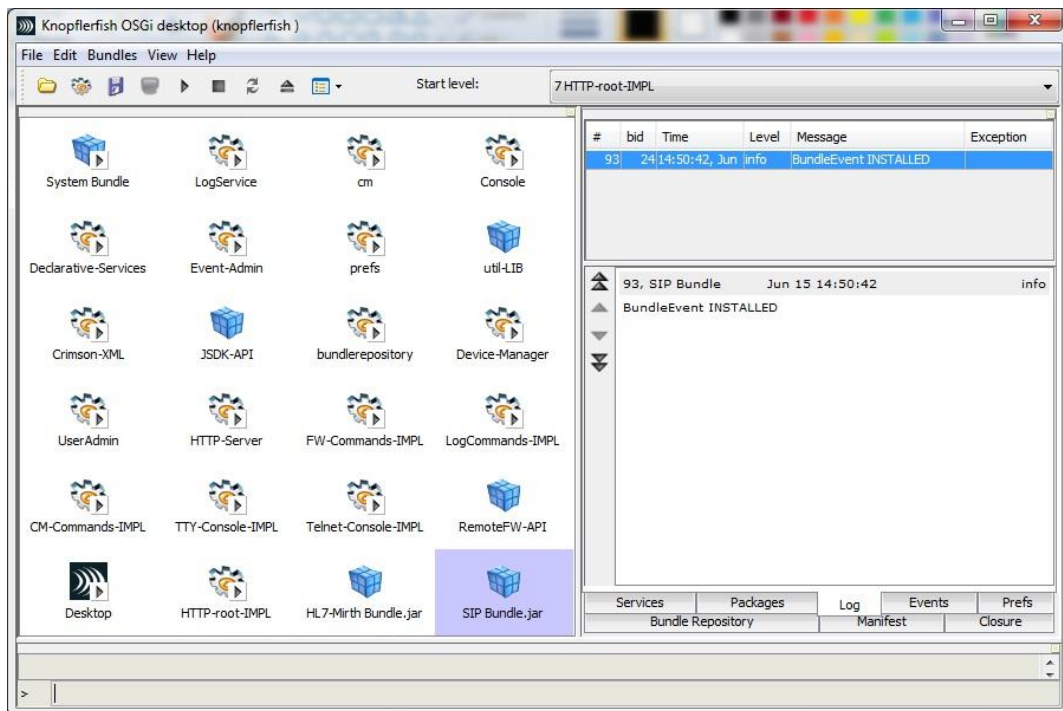 Knopflerfish OSGi desktop (knopflerfish )
File Edit Bundles View Help
Start level: 7 HTTP-root-IMPL
System Bundle LogService cm Console
Declarative-Services Event-Admin prefs util-LIB
Crimson-XML JSDK-API bundlerepository Device-Manager
UserAdmin HTTP-Server FW-Commands-IMPL LogCommands-IMPL
CM-Commands-IMPL TTY-Console-IMPL Telnet-Console-IMPL RemoteFW-API
Desktop HTTP-root-IMPL HL7-Mirth Bundle.jar SIP Bundle.jar
# bid Time Level Message Exception
93 24 14:50:42, Jun info BundleEvent INSTALLED
93, SIP Bundle Jun 15 14:50:42 info
BundleEvent INSTALLED
Services Packages Log Events Prefs
Bundle Repository Manifest Closure
>